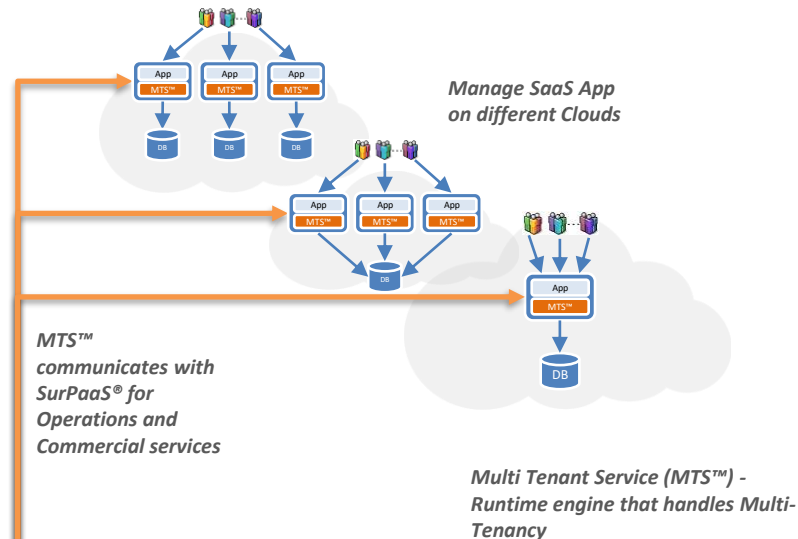 App
App
App
MTS™
MTS™
MTS™
DB
DB
DB
Manage SaaS App
on different Clouds
App
App
App
MTS™
MTS™
MTS™
DB
App
MTS™
DB
MTS™
communicates with
SurPaaS® for
Operations and
Commercial services
Multi Tenant Service (MTS™) -
Runtime engine that handles Multi-
Tenancy